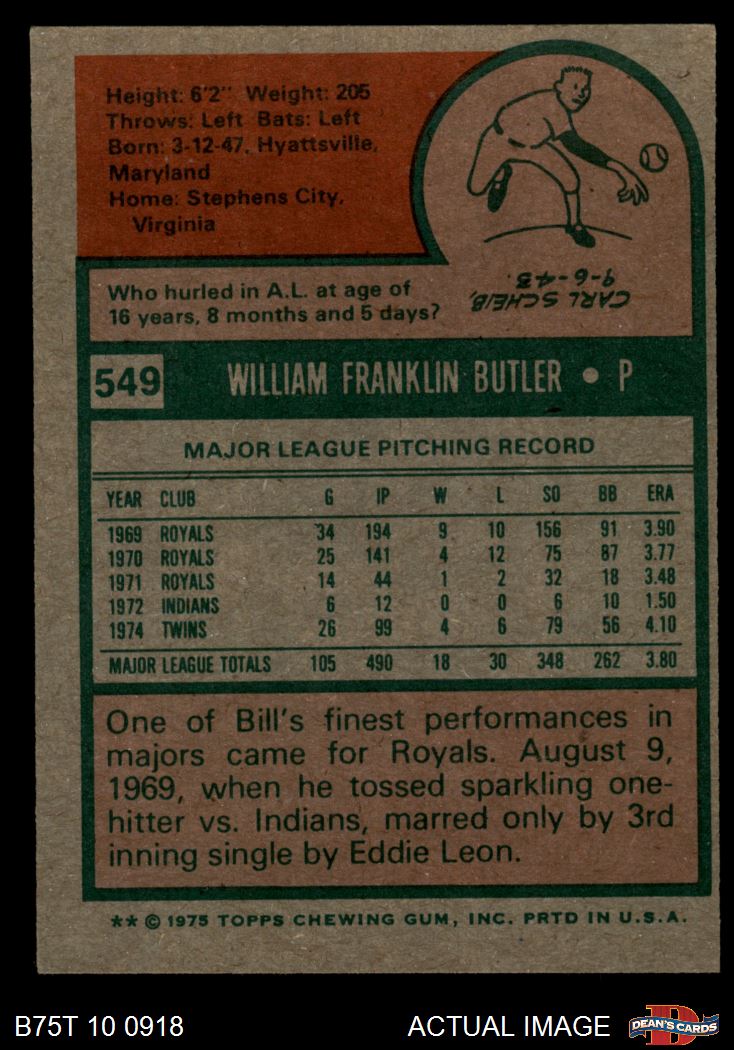 Height: 6'2" Weight: 205
Throws: Left Bats: Left
Born: 3-12-47, Hyattsville,
Maryland
Home: Stephens City,
Virginia
Who hurled in A.L. at age of
16 years, 8 months and 5 days?
CARL SCHEIB,
9-6-43.
549 WILLIAM FRANKLIN BUTLER • P
MAJOR LEAGUE PITCHING RECORD
YEAR CLUB G IP W L SO BB ERA
1969 ROYALS 34 194 9 10 156 91 3.90
1970 ROYALS 25 141 4 12 75 87 3.77
1971 ROYALS 14 44 1 2 32 18 3.48
1972 INDIANS 6 12 0 0 6 10 1.50
1974 TWINS 26 99 4 6 79 56 4.10
MAJOR LEAGUE TOTALS 105 490 18 30 348 262 3.80
One of Bill's finest performances in
majors came for Royals. August 9,
1969, when he tossed sparkling one-
hitter vs. Indians, marred only by 3rd
inning single by Eddie Leon.
** © 1975 TOPPS CHEWING GUM, INC. PRTD IN U.S.A.
B75T 10 0918 ACTUAL IMAGE D DEAN'S CARDS